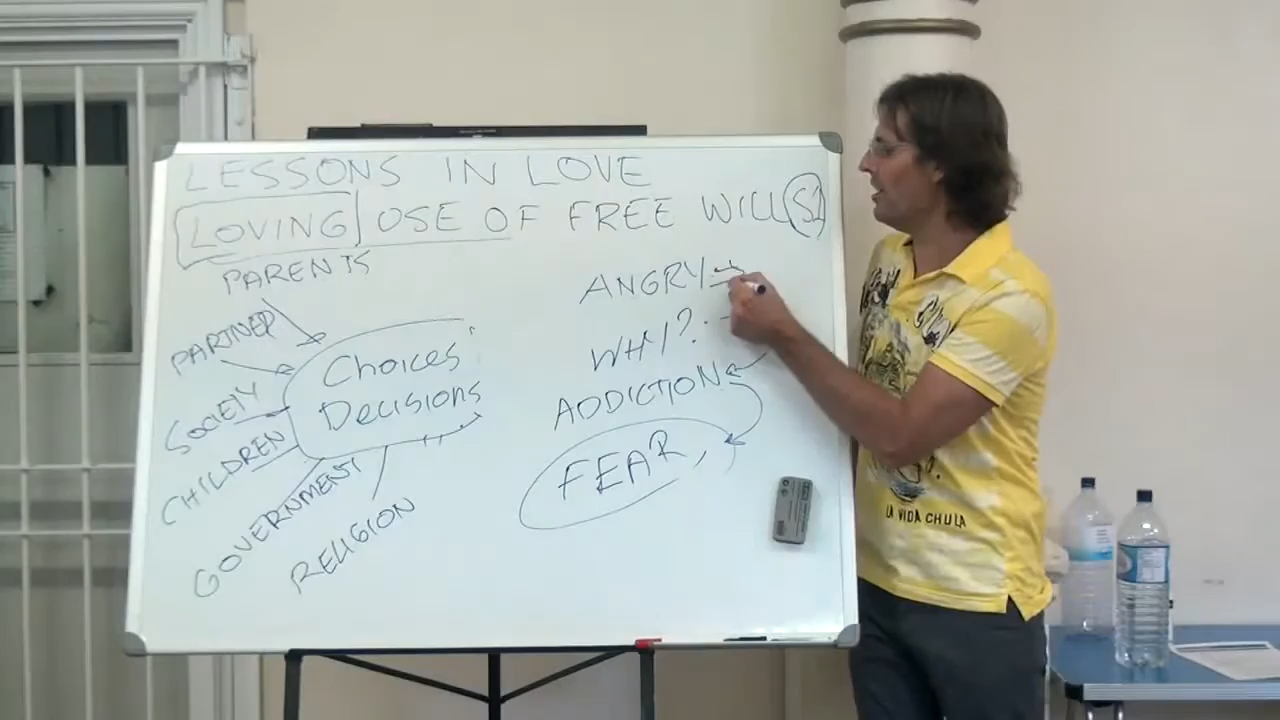 LESSONS IN LOVE
LOVING USE OF FREE WILL S1
PARENTS
PARTNER
SOCIETY
CHILDREN
GOVERNMENT
RELIGION
Choices
Decisions
ANGRY
WHY?
ADDICTION
FEAR
LA VIDA CHULA